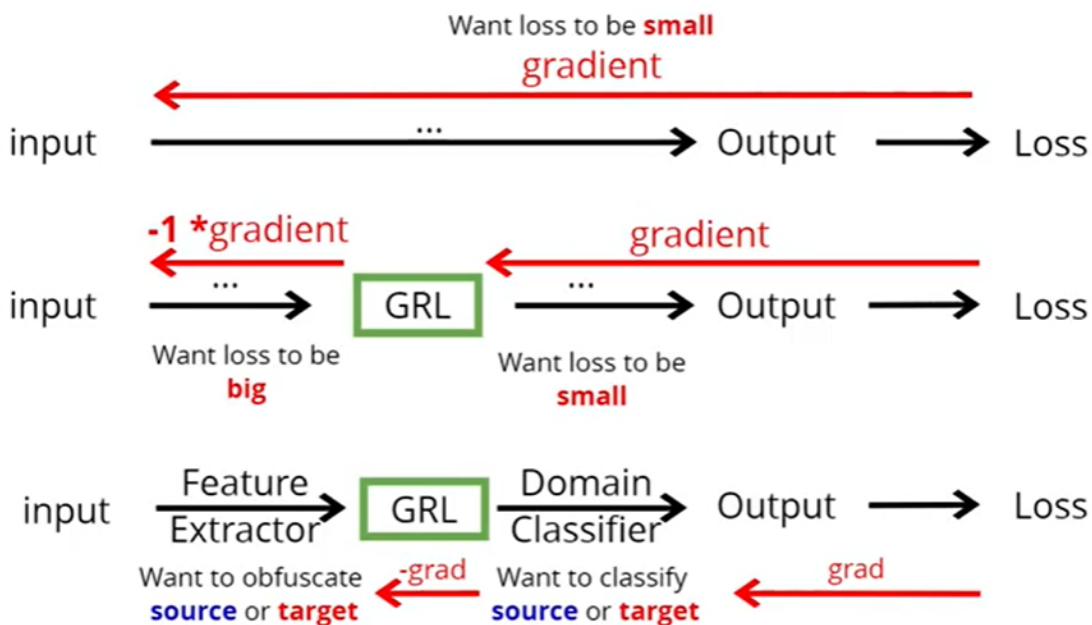 Want loss to be small
gradient
input ... Output Loss
-1 *gradient gradient
input ... GRL ... Output Loss
Want loss to be Want loss to be
big small
Feature Domain
input GRL Output Loss
Extractor Classifier
Want to obfuscate -grad Want to classify grad
source or target source or target